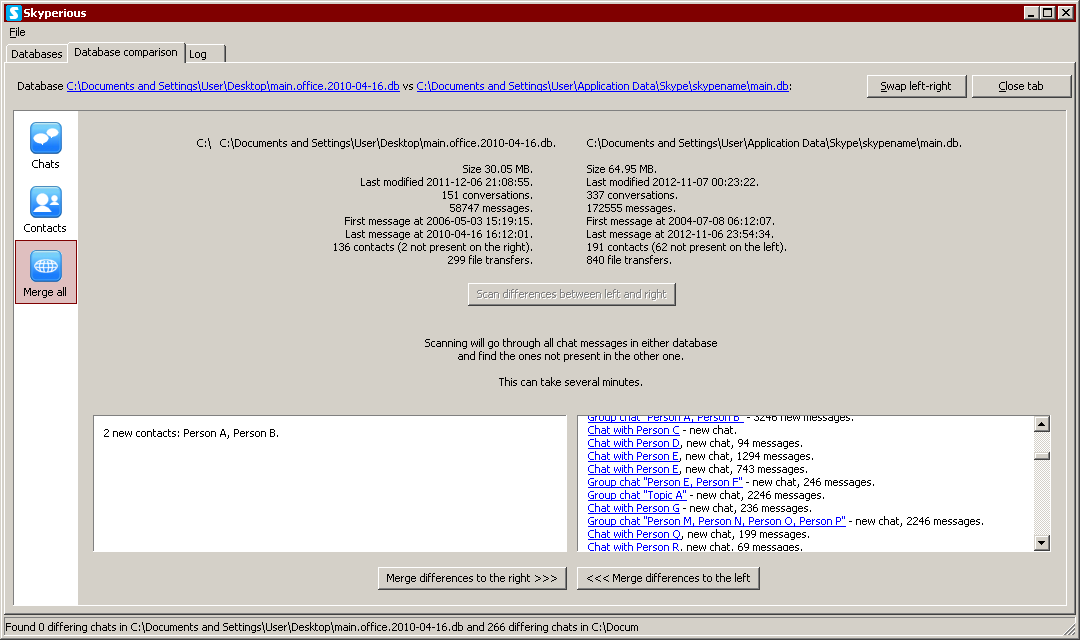 Skyperious
File
Databases
Database comparison
Log
Database C:\Documents and Settings\User\Desktop\main.office.2010-04-16.db vs C:\Documents and Settings\User\Application Data\Skype\skypename\main.db:
Swap left-right
Close tab
Chats
Contacts
Merge all
C:\ C:\Documents and Settings\User\Desktop\main.office.2010-04-16.db.
Size 30.05 MB.
Last modified 2011-12-06 21:08:55.
151 conversations.
58747 messages.
First message at 2006-05-03 15:19:15.
Last message at 2010-04-16 16:12:01.
136 contacts (2 not present on the right).
299 file transfers.
C:\Documents and Settings\User\Application Data\Skype\skypename\main.db.
Size 64.95 MB.
Last modified 2012-11-07 00:23:22.
337 conversations.
172555 messages.
First message at 2004-07-08 06:12:07.
Last message at 2012-11-06 23:54:34.
191 contacts (62 not present on the left).
840 file transfers.
Scan differences between left and right
Scanning will go through all chat messages in either database
and find the ones not present in the other one.
This can take several minutes.
2 new contacts: Person A, Person B.
Group chat "Person A, Person B" - 3246 new messages.
Chat with Person C - new chat.
Chat with Person D, new chat, 94 messages.
Chat with Person E, new chat, 1294 messages.
Chat with Person E, new chat, 743 messages.
Group chat "Person E, Person F" - new chat, 246 messages.
Group chat "Topic A" - new chat, 2246 messages.
Chat with Person G - new chat, 236 messages.
Group chat "Person M, Person N, Person O, Person P" - new chat, 2246 messages.
Chat with Person Q, new chat, 199 messages.
Chat with Person R, new chat, 69 messages.
Merge differences to the right >>>
<<< Merge differences to the left
Found 0 differing chats in C:\Documents and Settings\User\Desktop\main.office.2010-04-16.db and 266 differing chats in C:\Docum